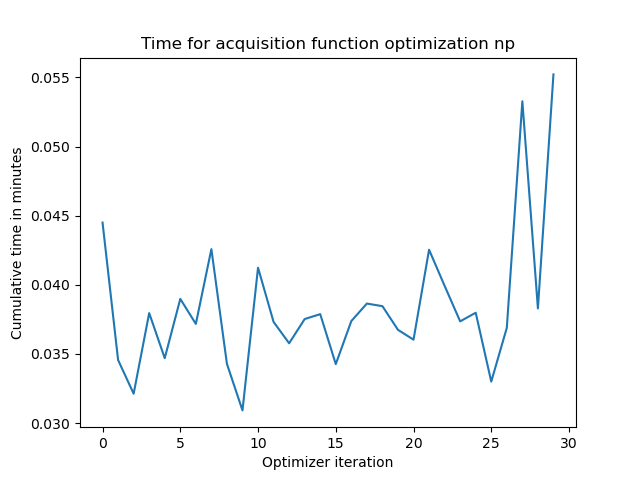 Time for acquisition function optimization np
0.055
0.050
0.045
0.040
0.035
0.030
Cumulative time in minutes
0 5 10 15 20 25 30
Optimizer iteration